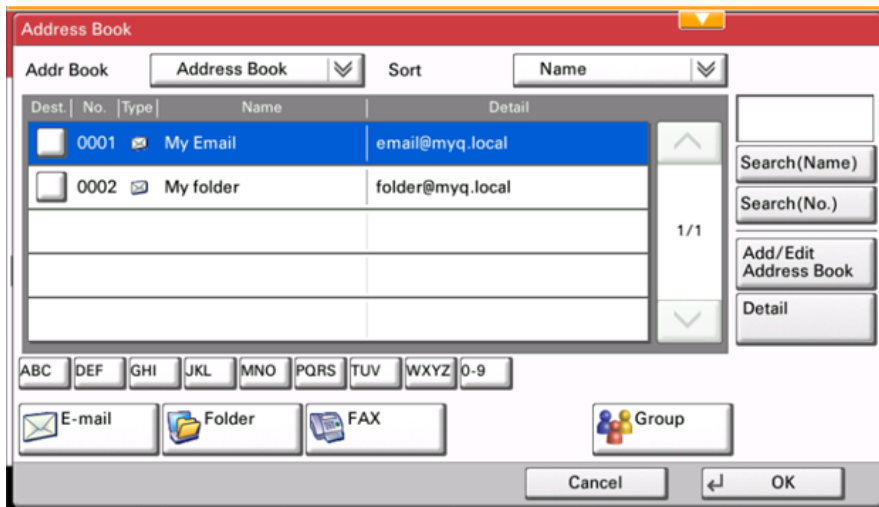 Address Book
Addr Book Address Book Sort Name
Dest. No. Type Name Detail
0001 My Email email@myq.local
Search(Name)
0002 My folder folder@myq.local
Search(No.)
1/1
Add/Edit
Address Book
Detail
ABC DEF GHI JKL MNO PQRS TUV WXYZ 0-9
E-mail Folder FAX Group
Cancel OK